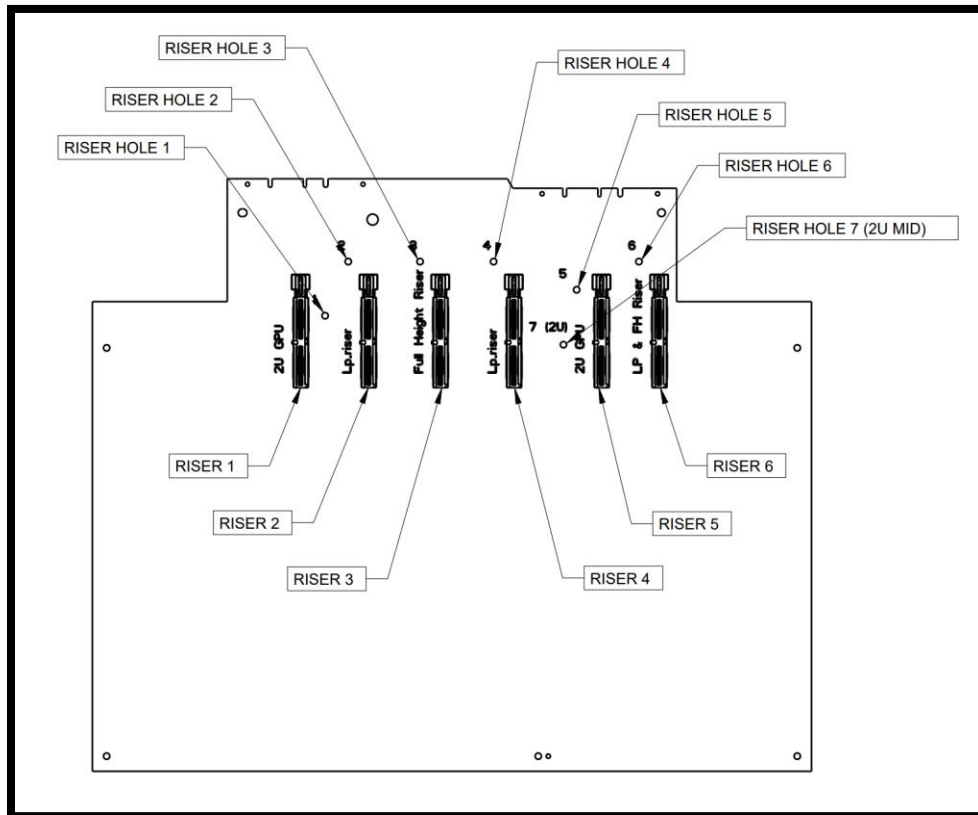 RISER HOLE 3
RISER HOLE 4
RISER HOLE 2
RISER HOLE 5
RISER HOLE 1
RISER HOLE 6
RISER HOLE 7 (2U MID)
2
3
4
6
5
7 (2U)
2U GPU
Lp.riser
Full Height Riser
Lp.riser
2U GPU
LP & FH Riser
RISER 1
RISER 6
RISER 2
RISER 5
RISER 3
RISER 4